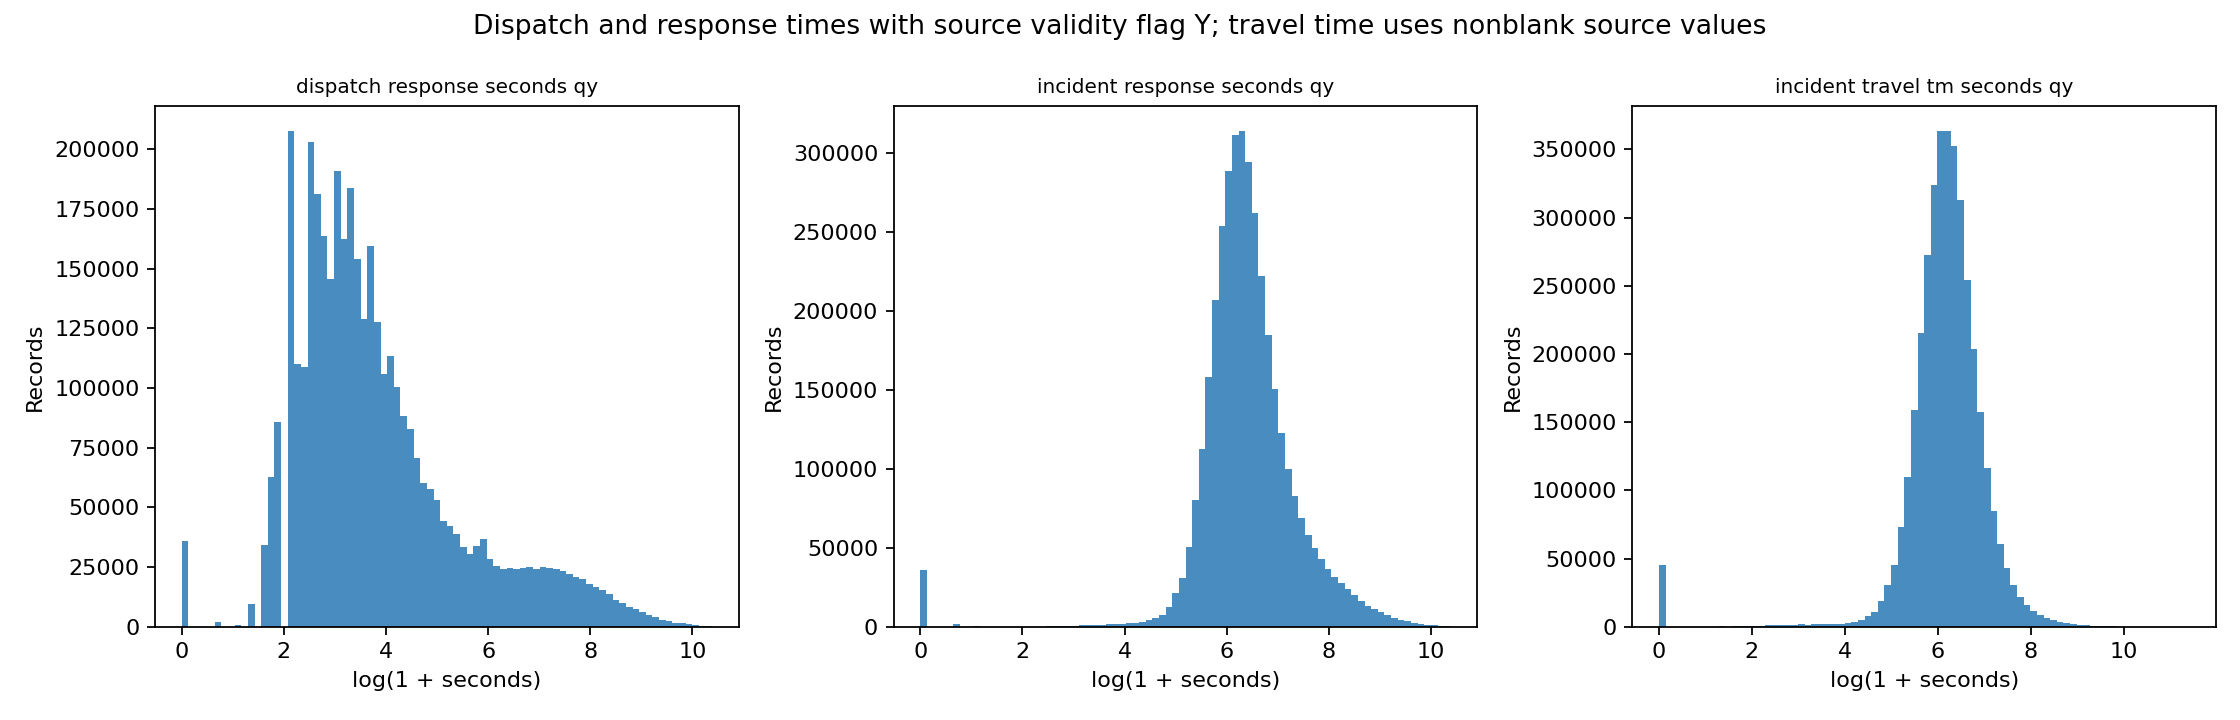 Dispatch and response times with source validity flag Y; travel time uses nonblank source values
dispatch response seconds qy
200000
175000
150000
125000
100000
75000
50000
25000
0
Records
0 2 4 6 8 10
log(1 + seconds)
incident response seconds qy
300000
250000
200000
150000
100000
50000
0
Records
0 2 4 6 8 10
log(1 + seconds)
incident travel tm seconds qy
350000
300000
250000
200000
150000
100000
50000
0
Records
0 2 4 6 8 10
log(1 + seconds)